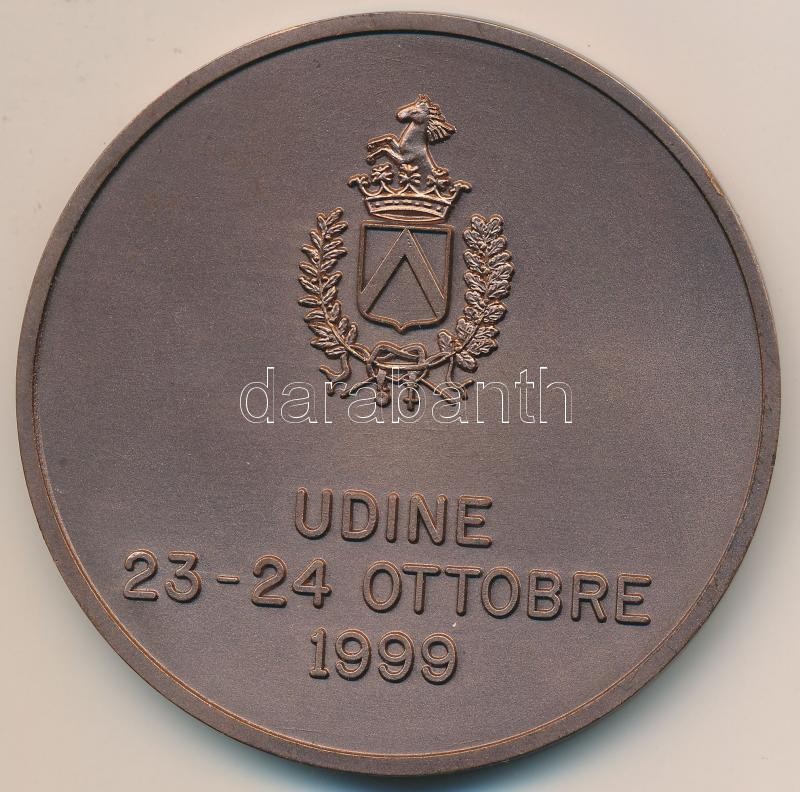 darabanth
UDINE
23-24 OTTOBRE
1999